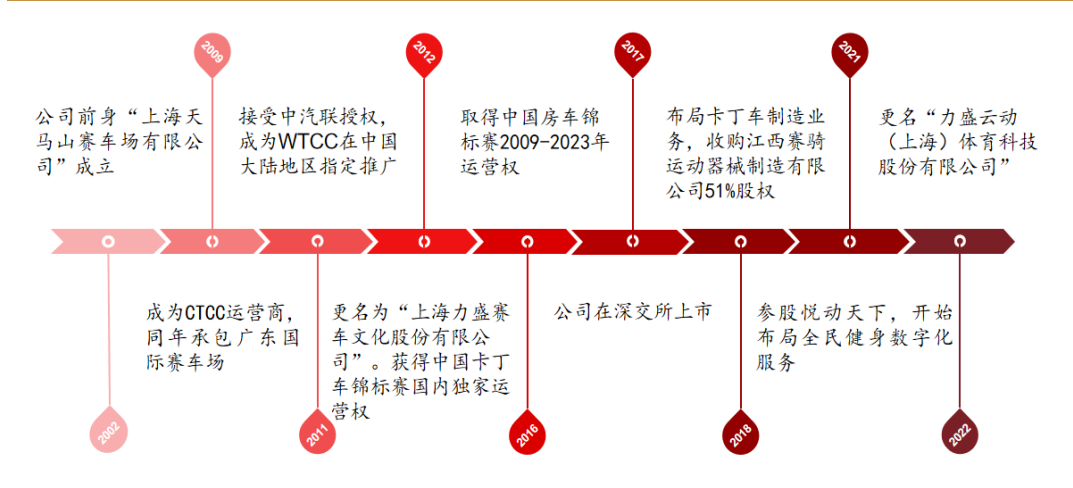 2009
2012
2017
2021
公司前身“上海天
马山赛车场有限公
司”成立
接受中汽联授权，
成为WTCC在中国
大陆地区指定推广
取得中国房车锦
标赛2009-2023年
运营权
布局卡丁车制造业
务，收购江西赛骑
运动器械制造有限
公司51%股权
更名“力盛云动
（上海）体育科技
股份有限公司”
成为CTCC运营商，
同年承包广东国
际赛车场
更名为“上海力盛赛
车文化股份有限公
司”。获得中国卡丁
车锦标赛国内独家运
营权
公司在深交所上市
参股悦动天下，开始
布局全民健身数字化
服务
2002
2011
2016
2018
2022